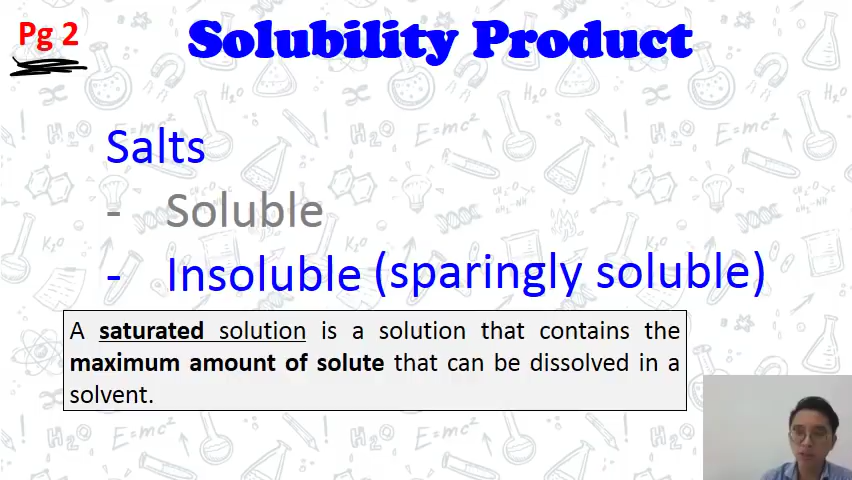 Pg 2
Solubility Product
Salts
- Soluble
- Insoluble (sparingly soluble)
A saturated solution is a solution that contains the
maximum amount of solute that can be dissolved in a
solvent.